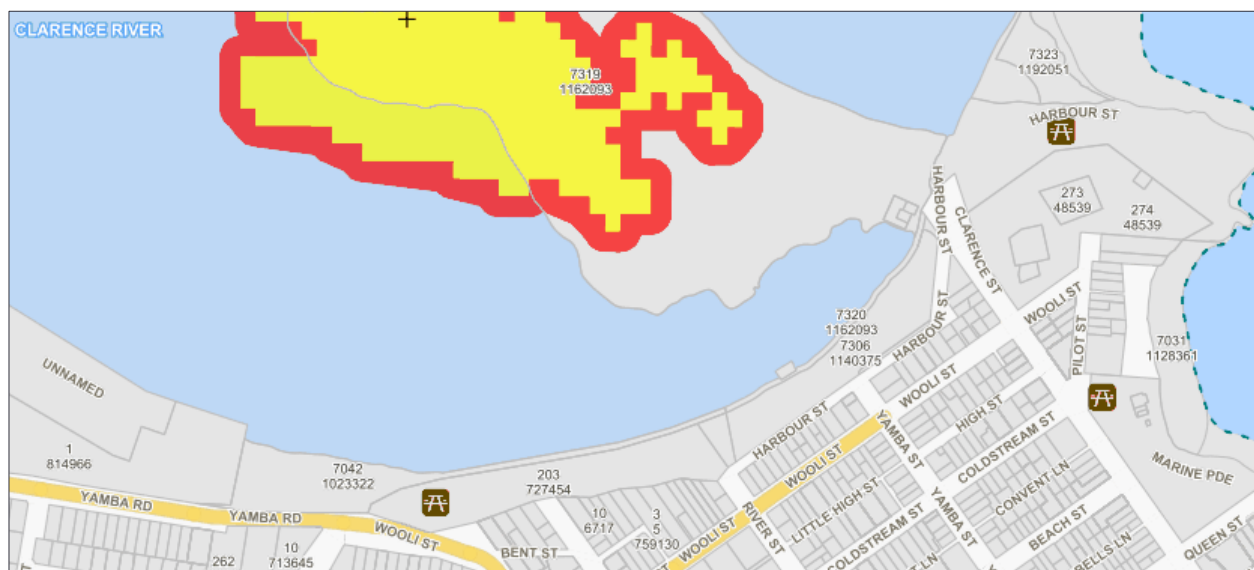 CLARENCE RIVER
7319
1162093
7323
1192051
HARBOUR ST
273
48539
274
48539
HARBOUR ST
CLARENCE ST
WOOLI ST
PILOT ST
7031
1128361
7320
1162093
7306
1140375
HARBOUR ST
UNNAMED
WOOLI ST
YAMBA ST
HIGH ST
HARBOUR ST
WOOLI ST
COLDSTREAM ST
CONVENT LN
MARINE PDE
1
814966
7042
1023322
203
727454
YAMBA RD
YAMBA RD
WOOLI ST
10
6717
3
5
759130
LITTLE HIGH ST
RIVER ST
WOOLI ST
YAMBA ST
BEACH ST
QUEEN ST
COLDSTREAM ST
BELLS LN
BENT ST
262
10
713645